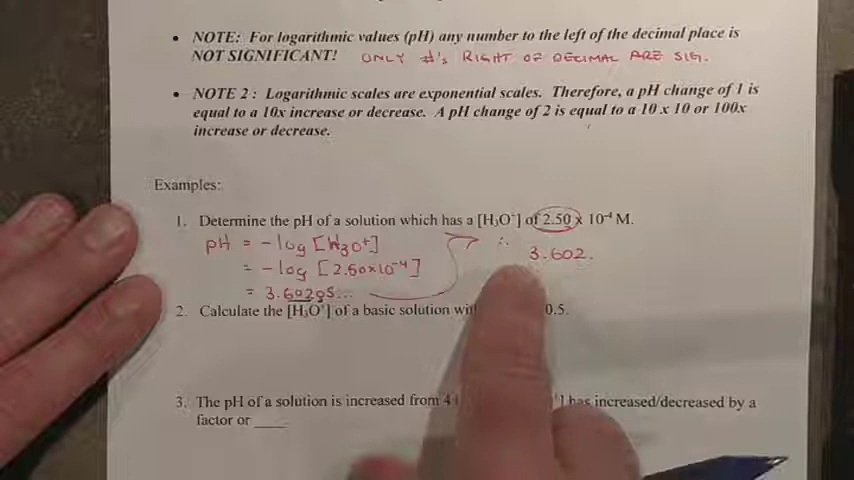 • NOTE: For logarithmic values (pH) any number to the left of the decimal place is
NOT SIGNIFICANT! ONLY #'s RIGHT OF DECIMAL ARE SIG.
• NOTE 2 : Logarithmic scales are exponential scales. Therefore, a pH change of 1 is
equal to a 10x increase or decrease. A pH change of 2 is equal to a 10 x 10 or 100x
increase or decrease.
Examples:
1. Determine the pH of a solution which has a [H₃O⁺] of 2.50 x 10⁻⁴ M.
pH = -log [H₃O⁺] ∴
3.602.
= -log [2.50x10⁻⁴]
= 3.60205...
2. Calculate the [H₃O⁺] of a basic solution 0.5.
3. The pH of a solution is increased from 4 ] has increased/decreased by a
factor or ____